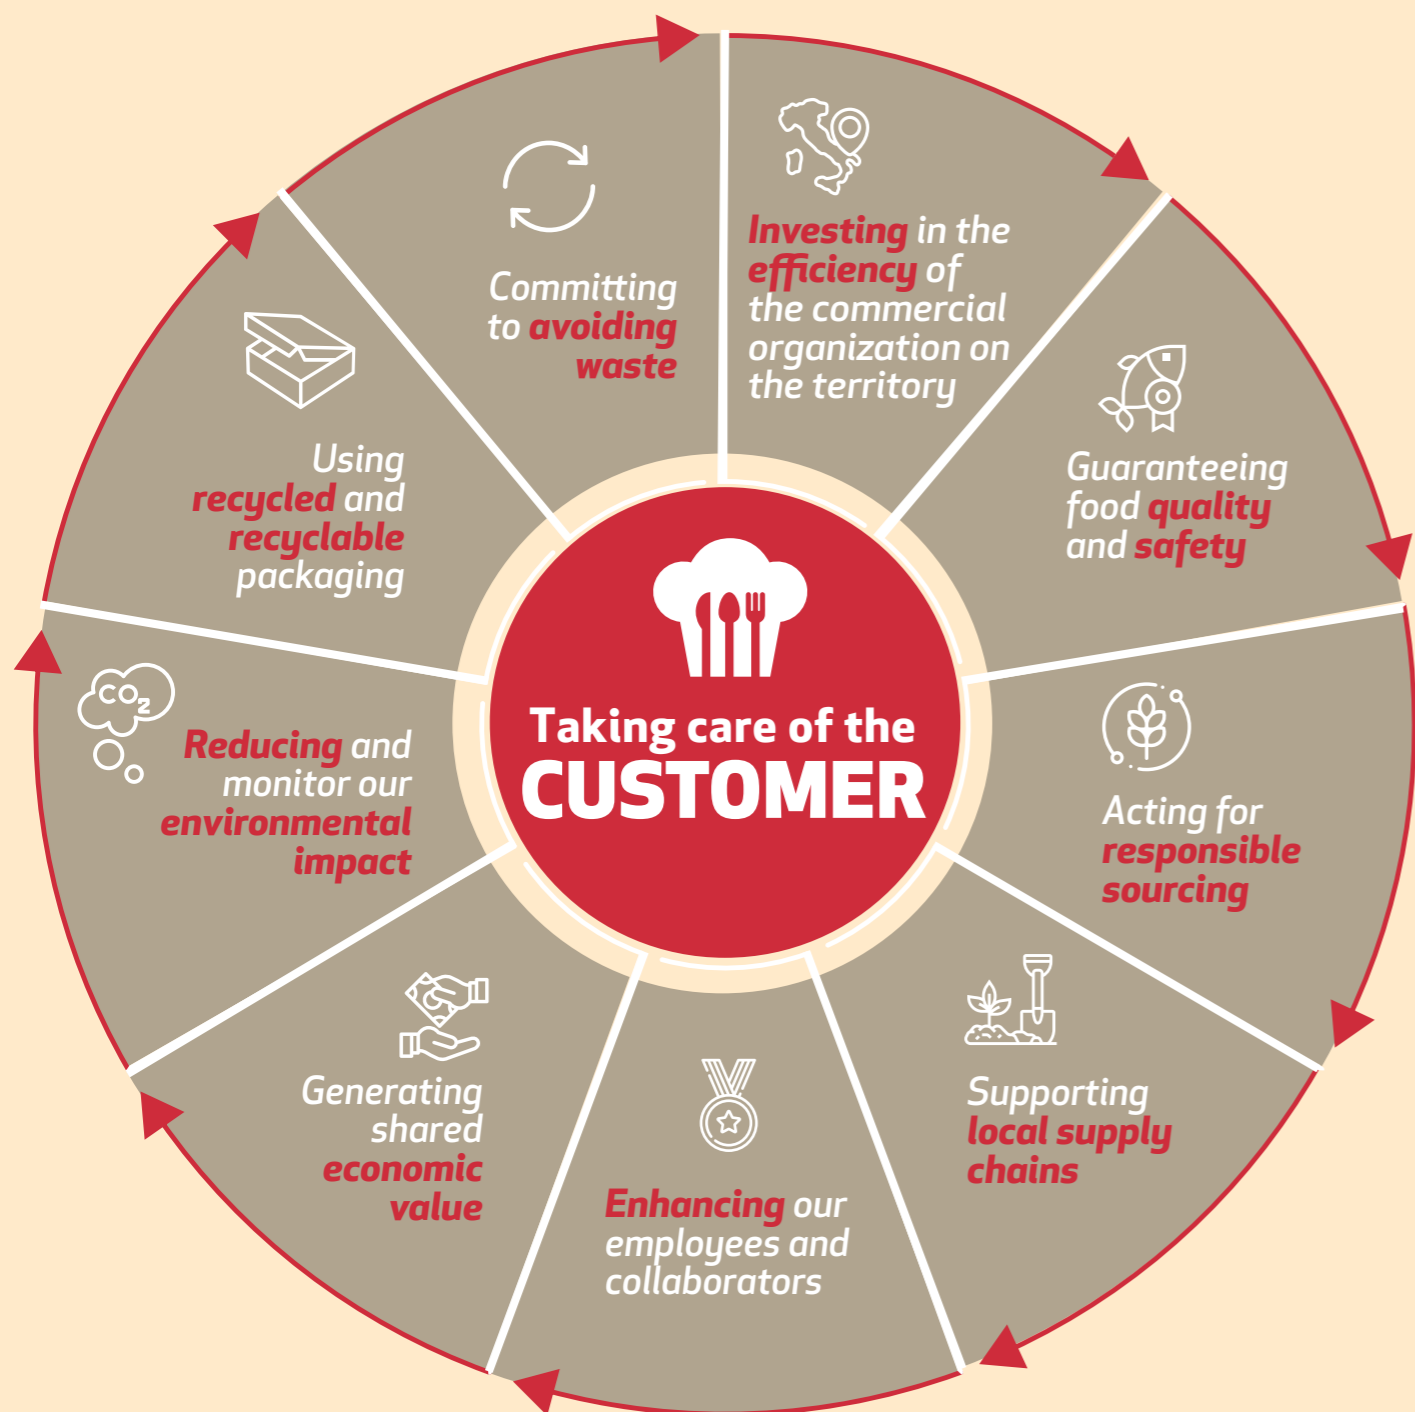 Taking care of the
CUSTOMER
Investing in the
efficiency of
the commercial
organization on
the territory
Guaranteeing
food quality
and safety
Acting for
responsible
sourcing
Supporting
local supply
chains
Enhancing our
employees and
collaborators
Generating
shared
economic
value
CO2
Reducing and
monitor our
environmental
impact
Using
recycled and
recyclable
packaging
Committing
to avoiding
waste